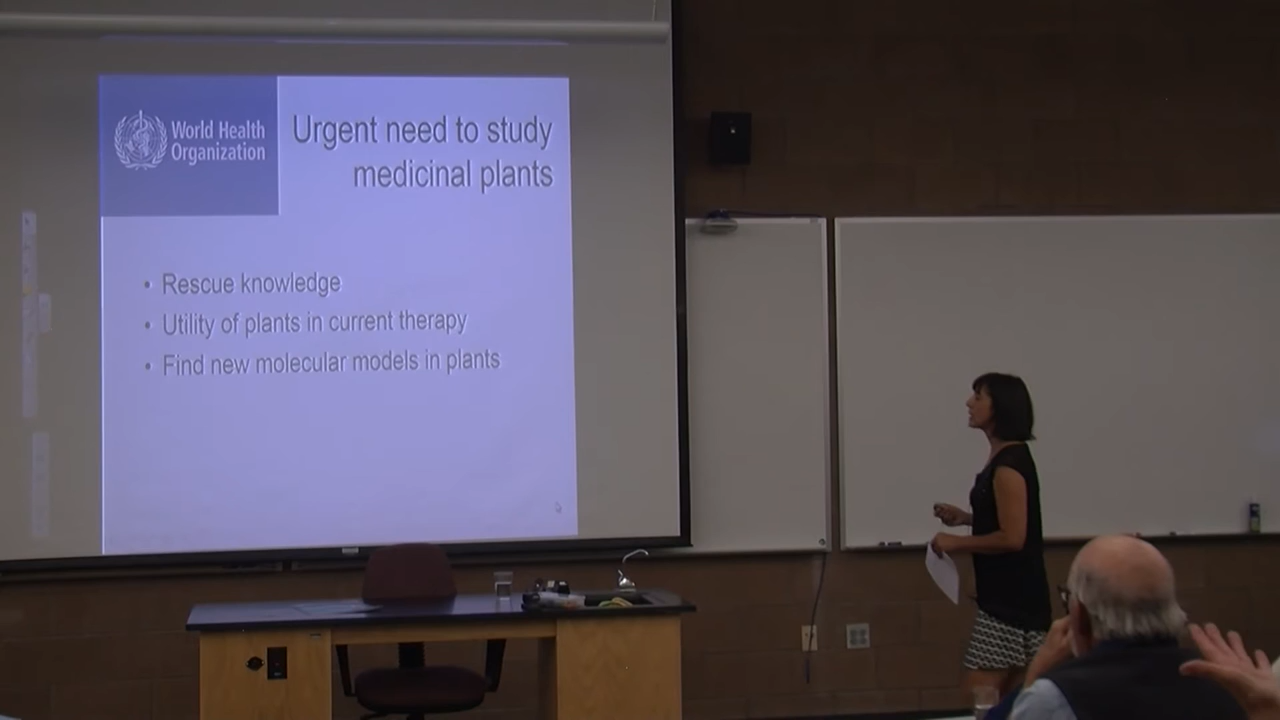 World Health
Organization
Urgent need to study
medicinal plants
• Rescue knowledge
• Utility of plants in current therapy
• Find new molecular models in plants